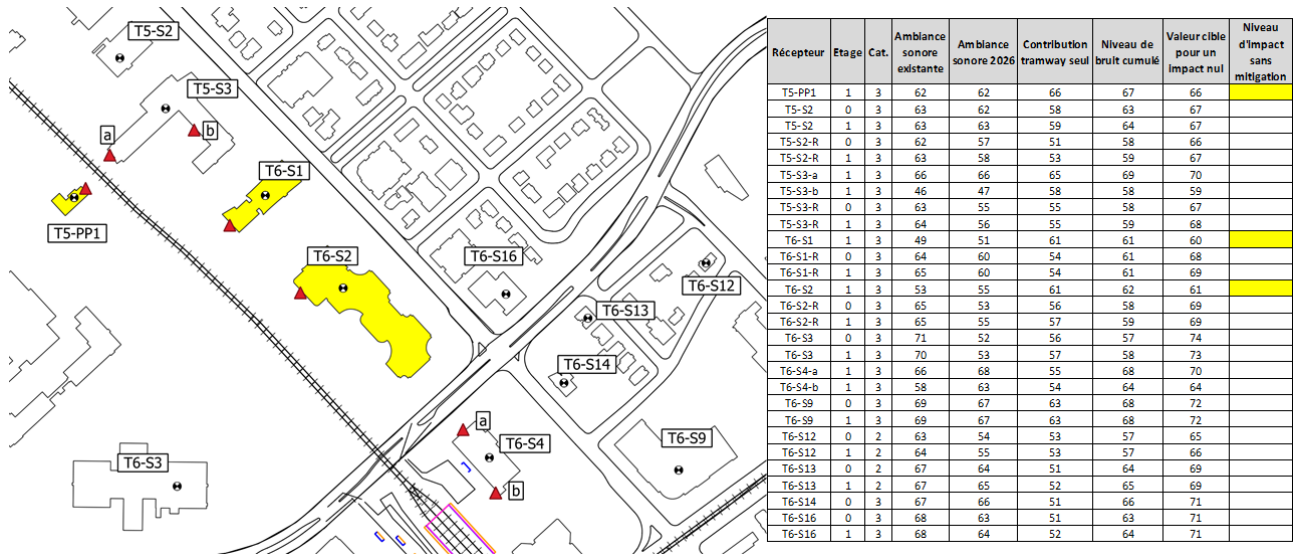 T5-S2
T5-S3
a
b
T6-S1
T5-PP1
T6-S2
T6-S16
T6-S12
T6-S13
T6-S14
a
T6-S4
T6-S9
T6-S3
b
Récepteur Etage Cat. Ambiance sonore existante Ambiance sonore 2026 Contribution tramway seul Niveau de bruit cumulé Valeur cible pour un impact nul Niveau d'impact sans mitigation
T5-PP1 1 3 62 62 66 67 66
T5-S2 0 3 63 62 58 63 67
T5-S2 1 3 63 63 59 64 67
T5-S2-R 0 3 62 57 51 58 66
T5-S2-R 1 3 63 58 53 59 67
T5-S3-a 1 3 66 66 65 69 70
T5-S3-b 1 3 46 47 58 58 59
T5-S3-R 0 3 63 55 55 58 67
T5-S3-R 1 3 64 56 55 59 68
T6-S1 1 3 49 51 61 61 60
T6-S1-R 0 3 64 60 54 61 68
T6-S1-R 1 3 65 60 54 61 69
T6-S2 1 3 53 55 61 62 61
T6-S2-R 0 3 65 53 56 58 69
T6-S2-R 1 3 65 55 57 59 69
T6-S3 0 3 71 52 56 57 74
T6-S3 1 3 70 53 57 58 73
T6-S4-a 1 3 66 68 55 68 70
T6-S4-b 1 3 58 63 54 64 64
T6-S9 0 3 69 67 63 68 72
T6-S9 1 3 69 67 63 68 72
T6-S12 0 2 63 54 53 57 65
T6-S12 1 2 64 55 53 57 66
T6-S13 0 2 67 64 51 64 69
T6-S13 1 2 67 65 52 65 69
T6-S14 0 3 67 66 51 66 71
T6-S16 0 3 68 63 51 63 71
T6-S16 1 3 68 64 52 64 71